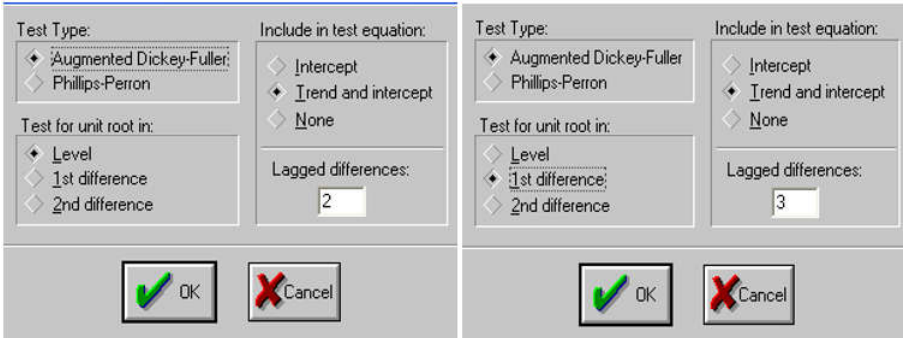 Test Type:
Augmented Dickey-Fuller
Phillips-Perron
Test for unit root in:
Level
1st difference
2nd difference
Include in test equation:
Intercept
Trend and intercept
None
Lagged differences:
2
OK
Cancel
Test Type:
Augmented Dickey-Fuller
Phillips-Perron
Test for unit root in:
Level
1st difference
2nd difference
Include in test equation:
Intercept
Trend and intercept
None
Lagged differences:
3
OK
Cancel